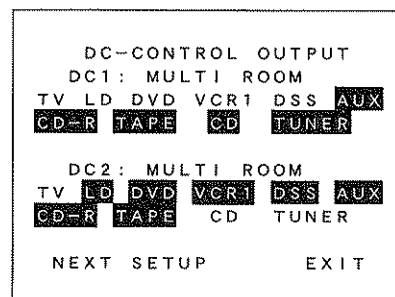 DC-CONTROL OUTPUT
DC1: MULTI ROOM
TV LD DVD VCR1 DSS AUX
CD-R TAPE CD TUNER
DC2: MULTI ROOM
TV LD DVD VCR1 DSS AUX
CD-R TAPE CD TUNER
NEXT SETUP EXIT